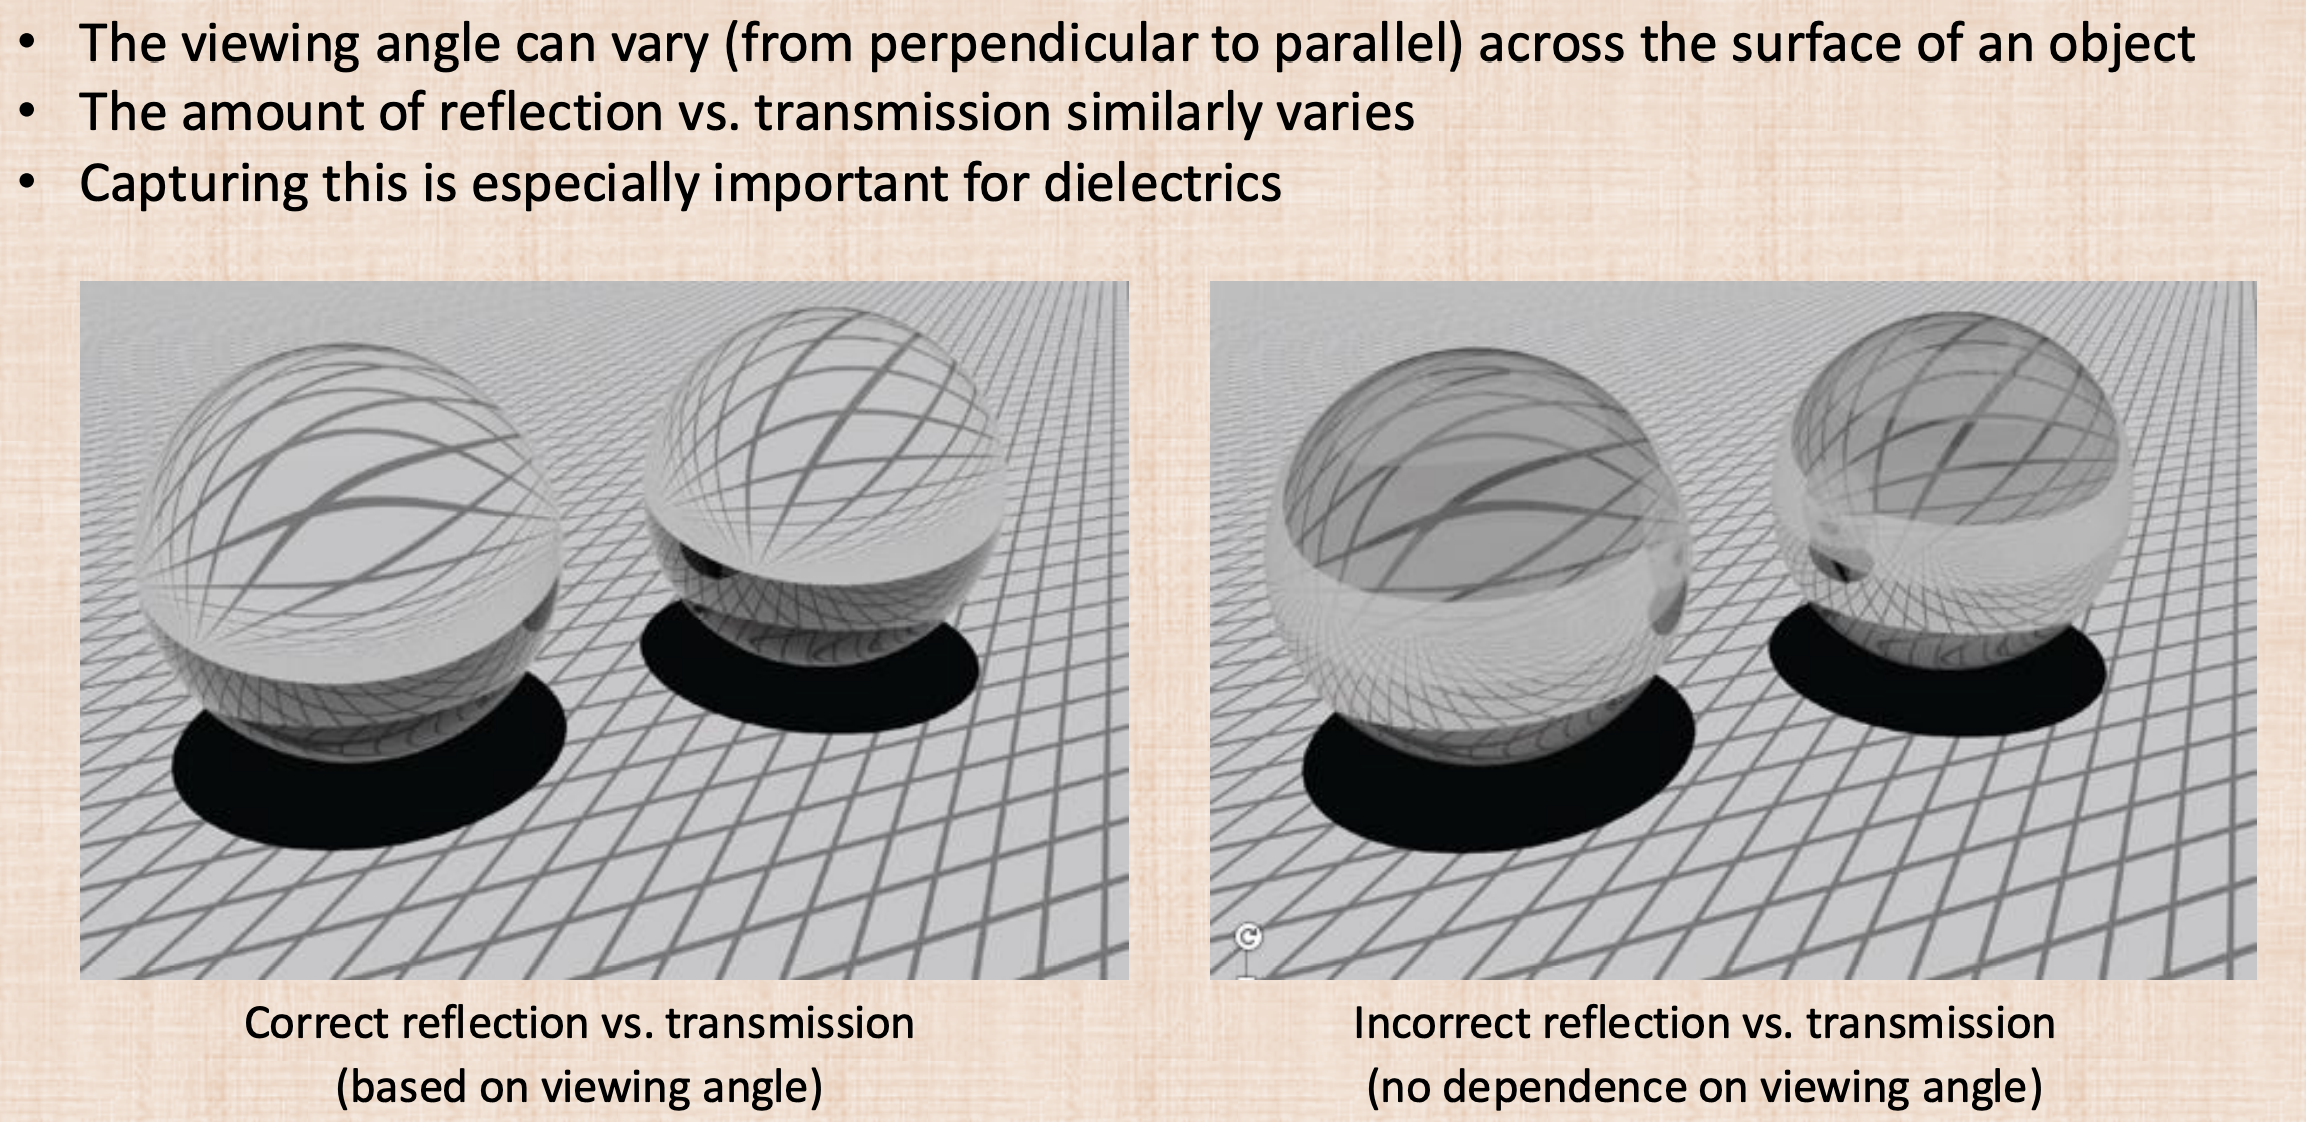 • The viewing angle can vary (from perpendicular to parallel) across the surface of an object
• The amount of reflection vs. transmission similarly varies
• Capturing this is especially important for dielectrics
Correct reflection vs. transmission
(based on viewing angle)
Incorrect reflection vs. transmission
(no dependence on viewing angle)